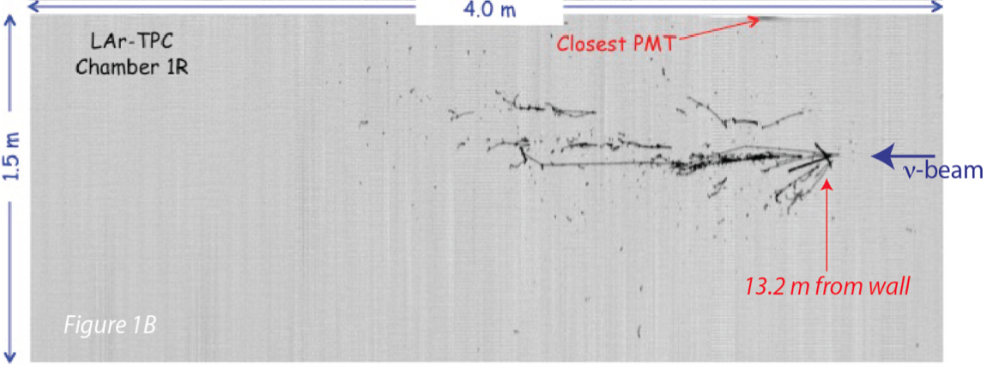 4.0 m
LAr-TPC
Chamber 1R
Closest PMT
1.5 m
ν-beam
13.2 m from wall
Figure 1B